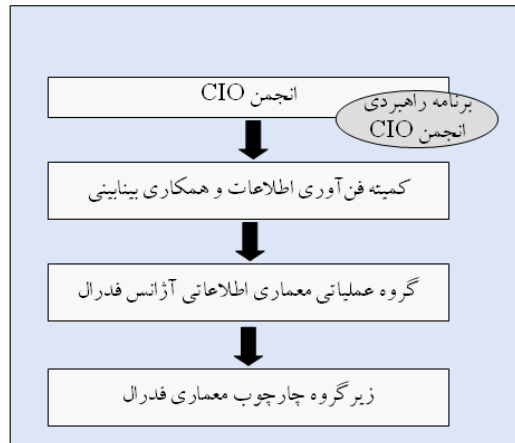 انجمن CIO
برنامه راهبردی
انجمن CIO
کمیته فن‌آوری اطلاعات و همکاری بینابینی
گروه عملیاتی معماری اطلاعاتی آژانس فدرال
زیرگروه چارچوب معماری فدرال